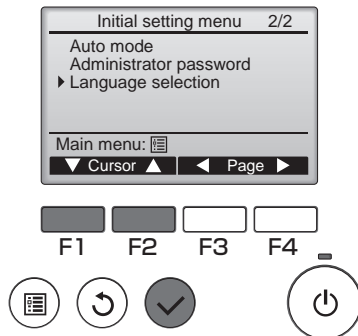 Initial setting menu 2/2
Auto mode
Administrator password
Language selection
Main menu:
Cursor Page
F1 F2 F3 F4